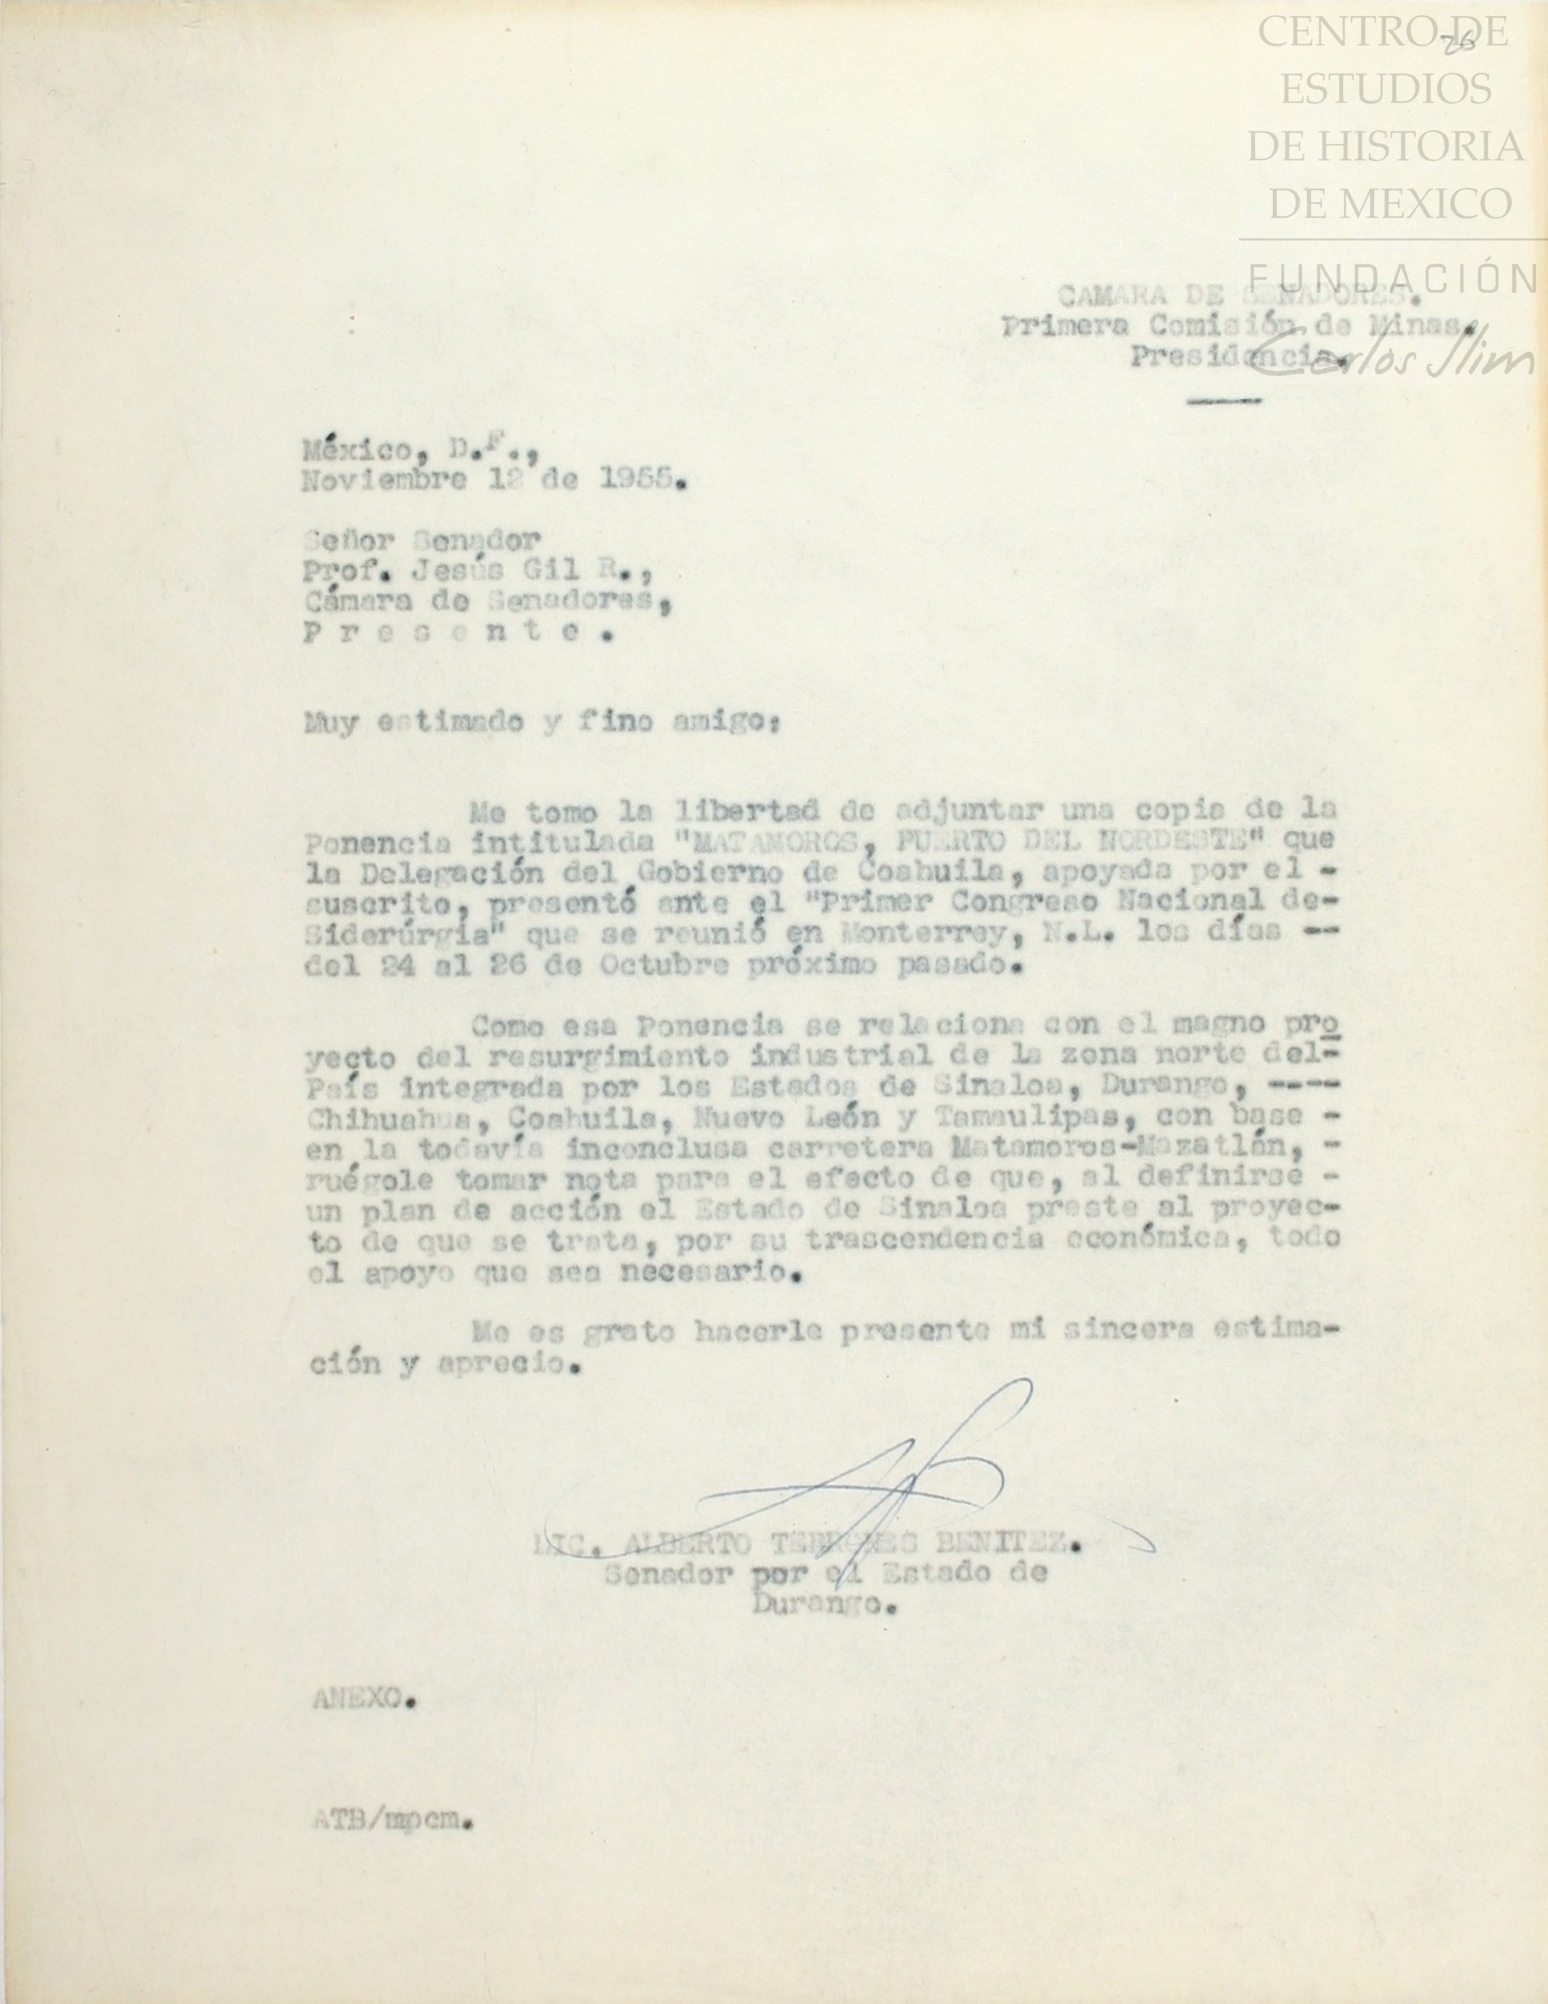 CENTRO DE
ESTUDIOS
DE HISTORIA
DE MEXICO
FUNDACIÓN
Carlos Slim
26
CAMARA DE SENADORES.
Primera Comisión de Minas.
Presidencia.
México, D.F.,
Noviembre 12 de 1955.
Señor Senador
Prof. Jesús Gil R.,
Cámara de Senadores,
P r e s e n t e .
Muy estimado y fino amigo:
Me tomo la libertad de adjuntar una copia de la
Ponencia intitulada "MATAMOROS, PUERTO DEL NORDESTE" que
la Delegación del Gobierno de Coahuila, apoyada por el -
suscrito, presentó ante el "Primer Congreso Nacional de-
Siderúrgia" que se reunió en Monterrey, N.L. los días --
del 24 al 26 de Octubre próximo pasado.
Como esa Ponencia se relaciona con el magno pro
yecto del resurgimiento industrial de la zona norte del-
País integrada por los Estados de Sinaloa, Durango, ----
Chihuahua, Coahuila, Nuevo León y Tamaulipas, con base -
en la todavía inconclusa carretera Matamoros-Mazatlán, -
ruégole tomar nota para el efecto de que, al definirse -
un plan de acción el Estado de Sinaloa preste al proyec-
to de que se trata, por su trascendencia económica, todo
el apoyo que sea necesario.
Me es grato hacerle presente mi sincera estima-
ción y aprecio.
LIC. ALBERTO TERRONES BENITEZ.
Senador por el Estado de
Durango.
ANEXO.
ATB/mpcm.